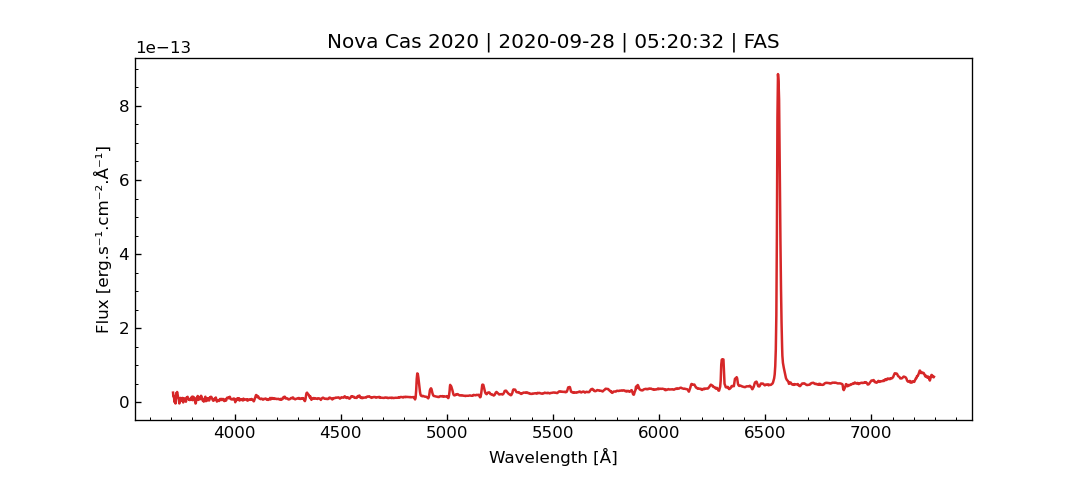 Nova Cas 2020 | 2020-09-28 | 05:20:32 | FAS
1e−13
8
6
4
2
0
Flux [erg.s⁻¹.cm⁻².Å⁻¹]
4000 4500 5000 5500 6000 6500 7000
Wavelength [Å]